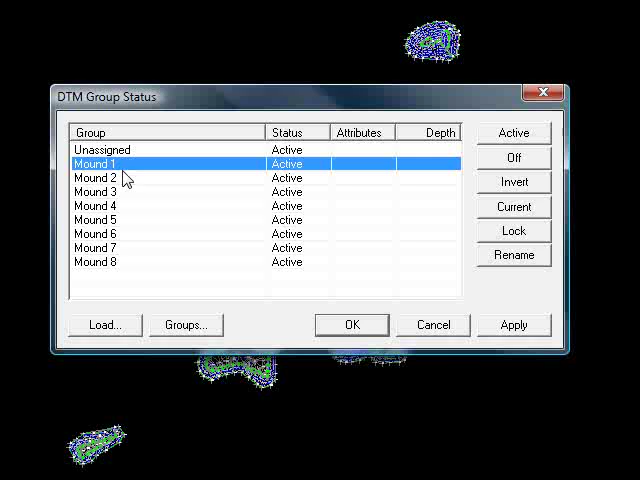 DTM Group Status
Group Status Attributes Depth
Unassigned Active
Mound 1 Active
Mound 2 Active
Mound 3 Active
Mound 4 Active
Mound 5 Active
Mound 6 Active
Mound 7 Active
Mound 8 Active
Active
Off
Invert
Current
Lock
Rename
Load... Groups... OK Cancel Apply